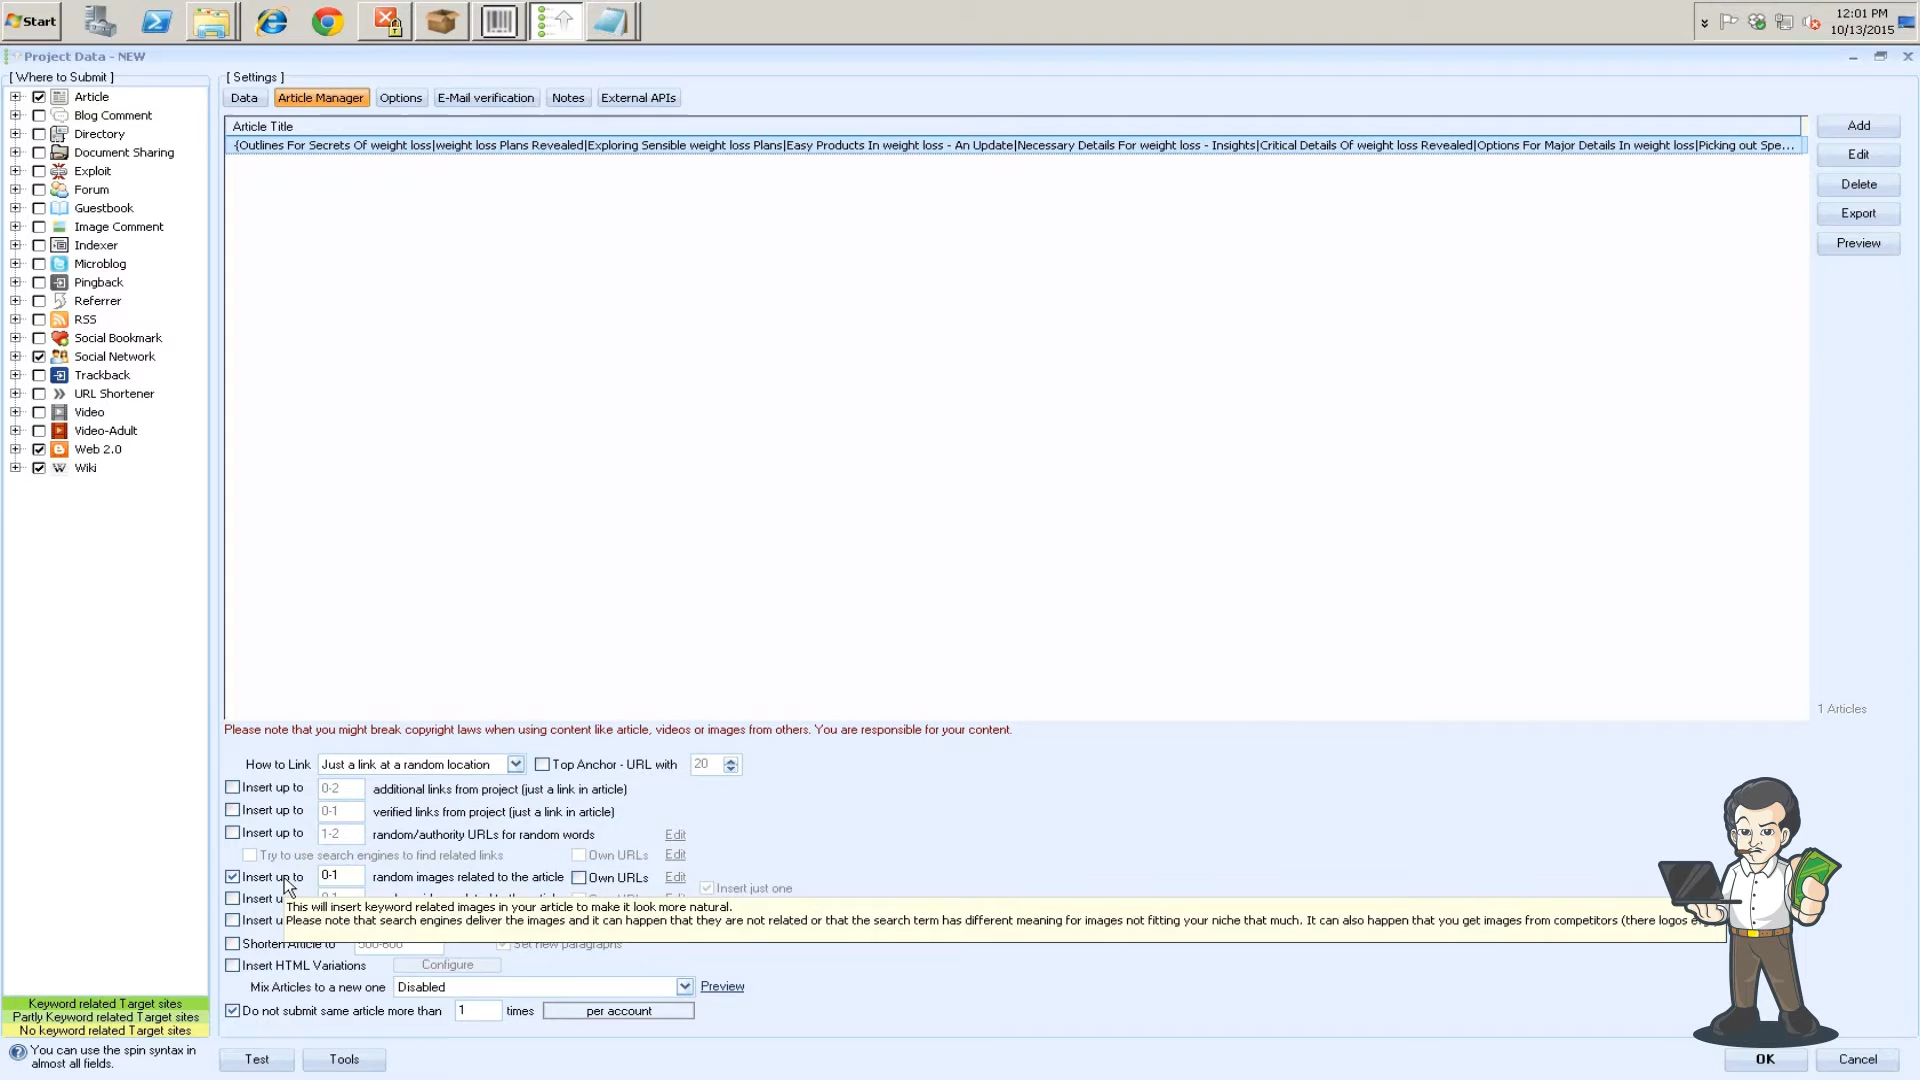 Start
12:01 PM
10/13/2015
Project Data - NEW
[ Where to Submit ]
Article
Blog Comment
Directory
Document Sharing
Exploit
Forum
Guestbook
Image Comment
Indexer
Microblog
Pingback
Referrer
RSS
Social Bookmark
Social Network
Trackback
URL Shortener
Video
Video-Adult
Web 2.0
Wiki
Keyword related Target sites
Partly Keyword related Target sites
No keyword related Target sites
You can use the spin syntax in
almost all fields.
[ Settings ]
Data Article Manager Options E-Mail verification Notes External APIs
Article Title
{Outlines For Secrets Of weight loss|weight loss Plans Revealed|Exploring Sensible weight loss Plans|Easy Products In weight loss - An Update|Necessary Details For weight loss - Insights|Critical Details Of weight loss Revealed|Options For Major Details In weight loss|Picking out Spe...
Add
Edit
Delete
Export
Preview
1 Articles
Please note that you might break copyright laws when using content like article, videos or images from others. You are responsible for your content.
How to Link Just a link at a random location Top Anchor - URL with 20
Insert up to 0-2 additional links from project (just a link in article)
Insert up to 0-1 verified links from project (just a link in article)
Insert up to 1-2 random/authority URLs for random words Edit
Try to use search engines to find related links Own URLs Edit
Insert up to 0-1 random images related to the article Own URLs Edit
Insert just one
Insert u
This will insert keyword related images in your article to make it look more natural.
Insert u
Please note that search engines deliver the images and it can happen that they are not related or that the search term has different meaning for images not fitting your niche that much. It can also happen that you get images from competitors (there logos
Shorten Article to 500-600 Set new paragraphs
Insert HTML Variations Configure
Mix Articles to a new one Disabled Preview
Do not submit same article more than 1 times per account
Test Tools OK Cancel